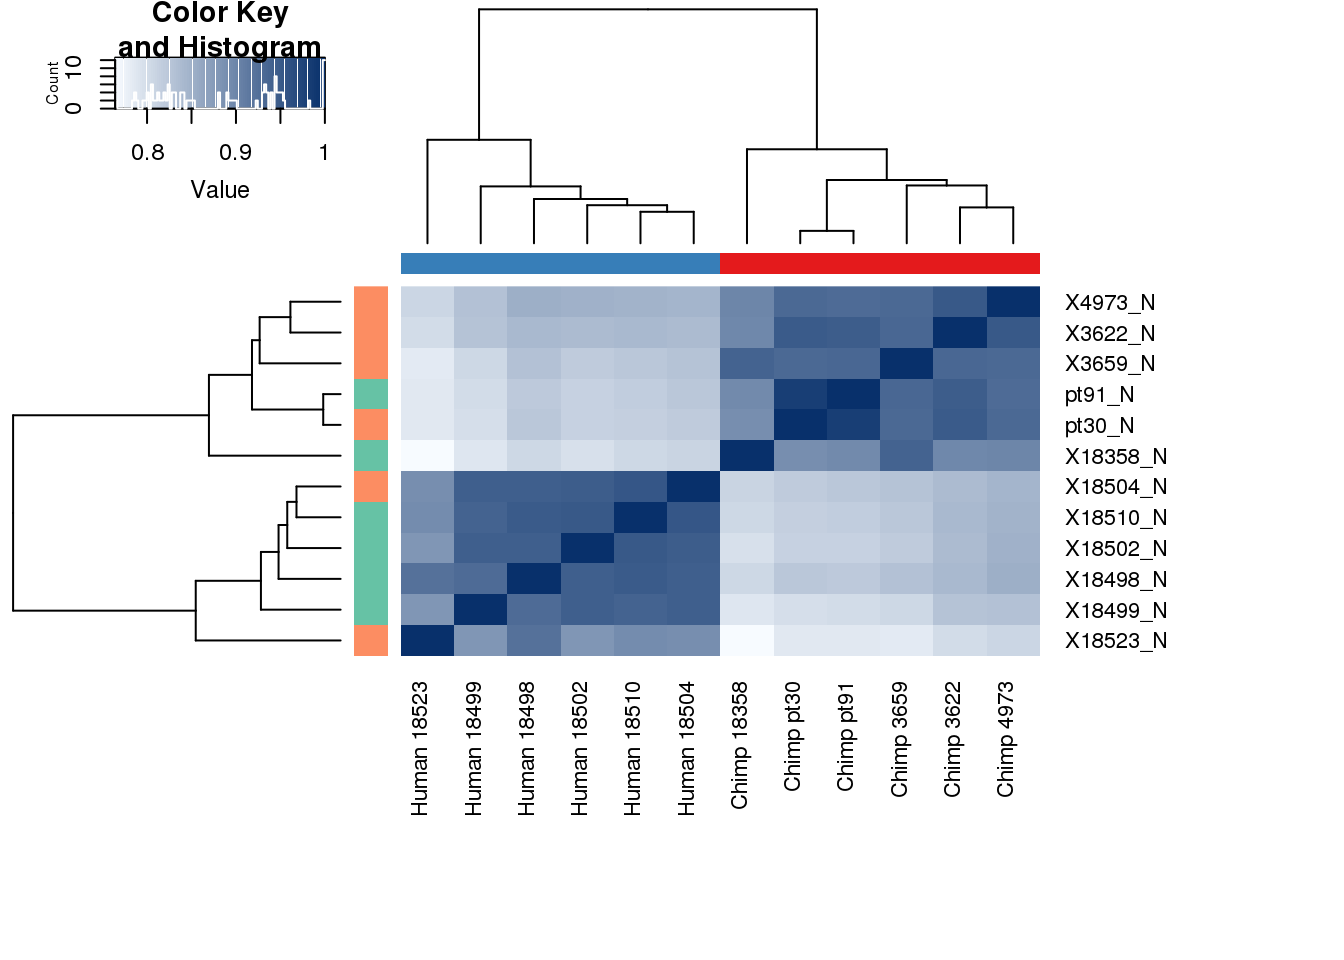 Color Key
and Histogram
Count
0 10
0.8 0.9 1
Value
X4973_N
X3622_N
X3659_N
pt91_N
pt30_N
X18358_N
X18504_N
X18510_N
X18502_N
X18498_N
X18499_N
X18523_N
Human 18523
Human 18499
Human 18498
Human 18502
Human 18510
Human 18504
Chimp 18358
Chimp pt30
Chimp pt91
Chimp 3659
Chimp 3622
Chimp 4973